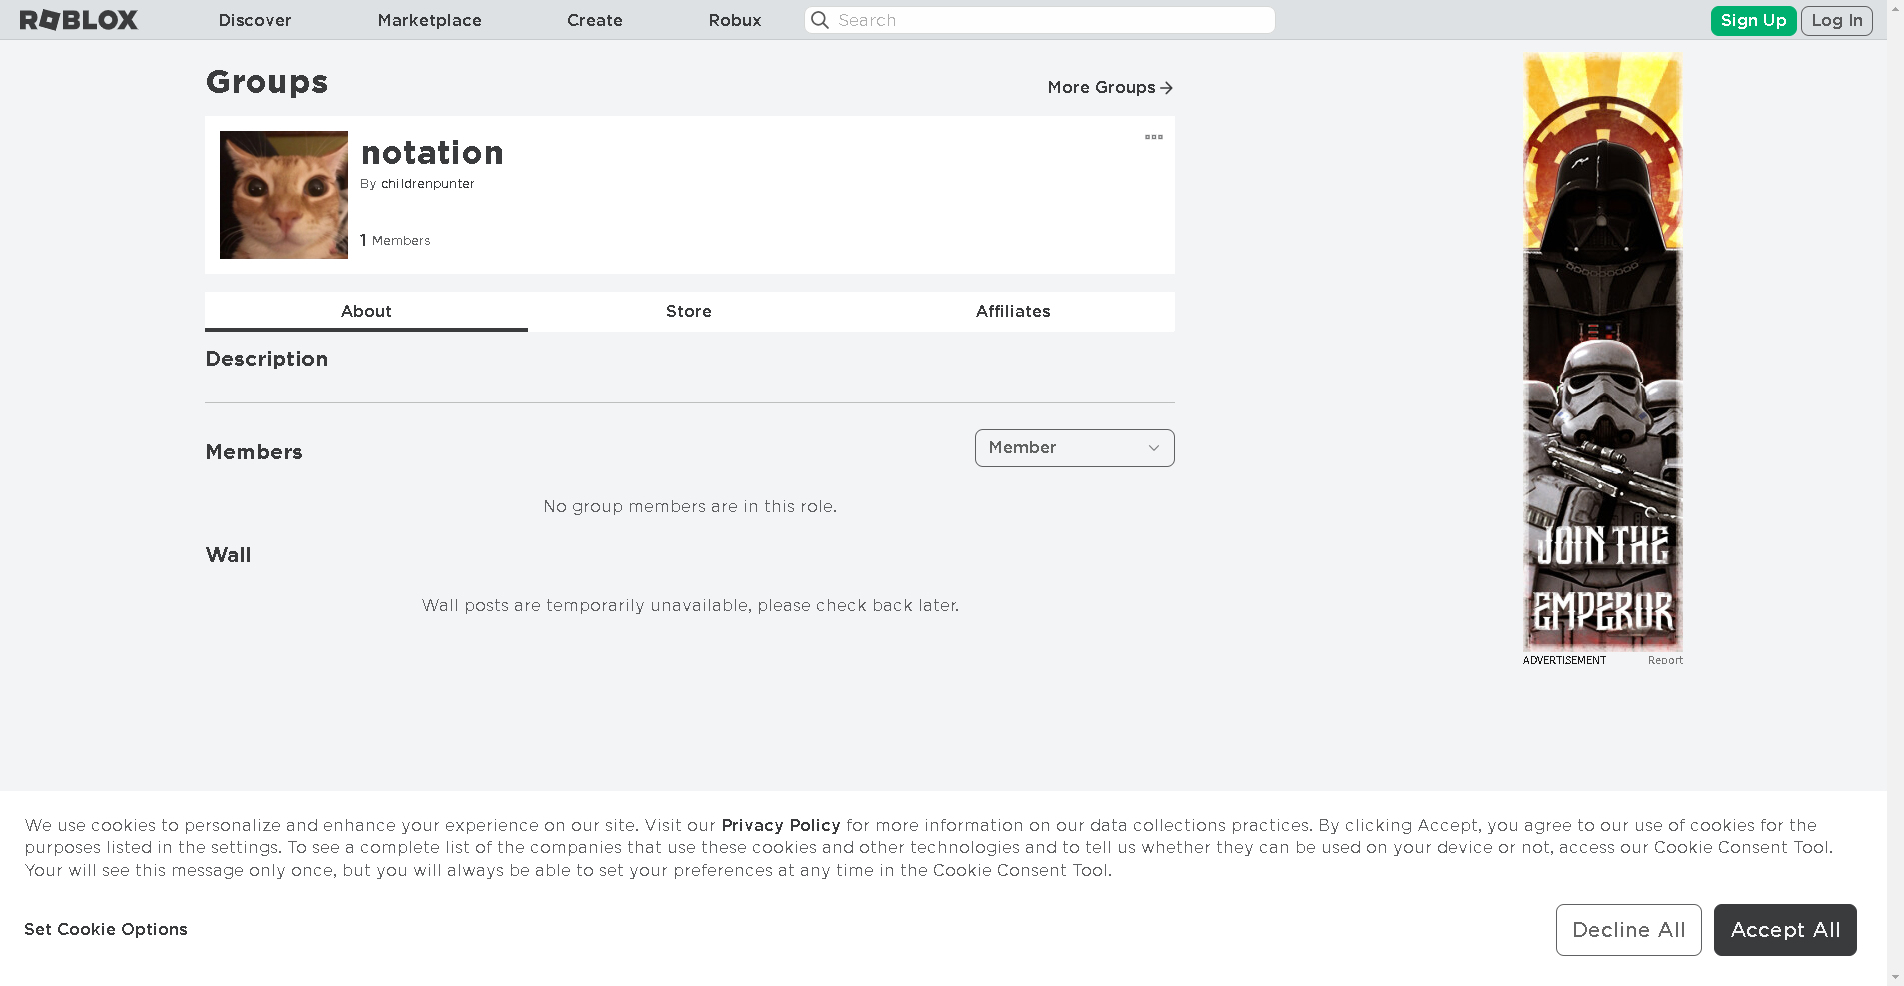 ROBLOX Discover Marketplace Create Robux Search Sign Up Log In
Groups
More Groups
notation
By childrenpunter
1 Members
About Store Affiliates
Description
Members
Member
No group members are in this role.
Wall
Wall posts are temporarily unavailable, please check back later.
JOIN THE
EMPEROR
ADVERTISEMENT Report
We use cookies to personalize and enhance your experience on our site. Visit our Privacy Policy for more information on our data collections practices. By clicking Accept, you agree to our use of cookies for the
purposes listed in the settings. To see a complete list of the companies that use these cookies and other technologies and to tell us whether they can be used on your device or not, access our Cookie Consent Tool.
Your will see this message only once, but you will always be able to set your preferences at any time in the Cookie Consent Tool.
Set Cookie Options
Decline All
Accept All